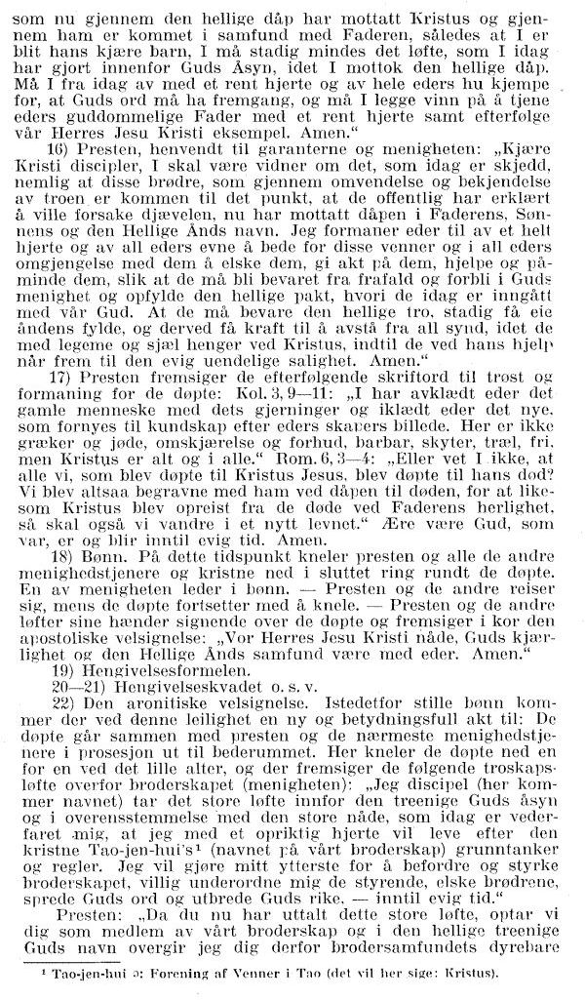 som nu gjennem den hellige dåp har mottatt Kristus og gjen-
nem ham er kommet i samfund med Faderen, således at I er
blit hans kjære barn, I må stadig mindes det løfte, som I idag
har gjort innenfor Guds Åsyn, idet I mottok den hellige dåp.
Må I fra idag av med et rent hjerte og av hele eders hu kjempe
for, at Guds ord må ha fremgang, og må I legge vinn på å tjene
eders guddommelige Fader med et rent hjerte samt efterfølge
vår Herres Jesu Kristi eksempel. Amen.“
16) Presten, henvendt til garanterne og menigheten: „Kjære
Kristi discipler, I skal være vidner om det, som idag er skjedd,
nemlig at disse brødre, som gjennem omvendelse og bekjendelse
av troen er kommen til det punkt, at de offentlig har erklært
å ville forsake djævelen, nu har mottatt dåpen i Faderens, Søn-
nens og den Hellige Ånds navn. Jeg formaner eder til av et helt
hjerte og av all eders evne å bede for disse venner og i all eders
omgjengelse med dem å elske dem, gi akt på dem, hjelpe og på-
minde dem, slik at de må bli bevaret fra frafald og forbli i Guds
menighet og opfylde den hellige pakt, hvori de idag er inngått
med vår Gud. At de må bevare den hellige tro, stadig få eie
åndens fylde, og derved få kraft til å avstå fra all synd, idet de
med legeme og sjæl henger ved Kristus, indtil de ved hans hjelp
når frem til den evig uendelige salighet. Amen.“
17) Presten fremsiger de efterfølgende skriftord til trøst og
formaning for de døpte: Kol. 3, 9—11: „I har avklædt eder det
gamle menneske med dets gjerninger og iklædt eder det nye,
som fornyes til kundskap efter eders skapers billede. Her er ikke
græker og jøde, omskjærelse og forhud, barbar, skyter, træl, fri,
men Kristus er alt og i alle.“ Rom. 6, 3—4: „Eller vet I ikke, at
alle vi, som blev døpte til Kristus Jesus, blev døpte til hans død?
Vi blev altsaa begravne med ham ved dåpen til døden, for at like-
som Kristus blev opreist fra de døde ved Faderens herlighet,
så skal også vi vandre i et nytt levnet.“ Ære være Gud, som
var, er og blir inntil evig tid. Amen.
18) Bønn. På dette tidspunkt kneler presten og alle de andre
menighedstjenere og kristne ned i sluttet ring rundt de døpte.
En av menigheten leder i bønn. — Presten og de andre reiser
sig, mens de døpte fortsetter med å knele. — Presten og de andre
løfter sine hænder signende over de døpte og fremsiger i kor den
apostoliske velsignelse: „Vor Herres Jesu Kristi nåde, Guds kjær-
lighet og den Hellige Ånds samfund være med eder. Amen.“
19) Hengivelsesformelen.
20—21) Hengivelseskvadet o. s. v.
22) Den aronitiske velsignelse. Istedetfor stille bønn kom-
mer der ved denne leilighet en ny og betydningsfull akt til: De
døpte går sammen med presten og de nærmeste menighedstje-
nere i prosesjon ut til bederummet. Her kneler de døpte ned en
for en ved det lille alter, og der fremsiger de følgende troskaps-
løfte overfor broderskapet (menigheten): „Jeg discipel (her kom-
mer navnet) tar det store løfte innfor den treenige Guds åsyn
og i overensstemmelse med den store nåde, som idag er veder-
faret mig, at jeg med et opriktig hjerte vil leve efter den
kristne Tao-jen-hui's¹ (navnet på vårt broderskap) grunntanker
og regler. Jeg vil gjøre mitt ytterste for å befordre og styrke
broderskapet, villig underordne mig de styrende, elske brødrene,
sprede Guds ord og utbrede Guds rike. — inntil evig tid.“
Presten: „Da du nu har uttalt dette store løfte, optar vi
dig som medlem av vårt broderskap og i den hellige treenige
Guds navn overgir jeg dig derfor brodersamfundets dyrebare
¹ Tao-jen-hui ɔ: Forening af Venner i Tao (det vil her sige: Kristus).